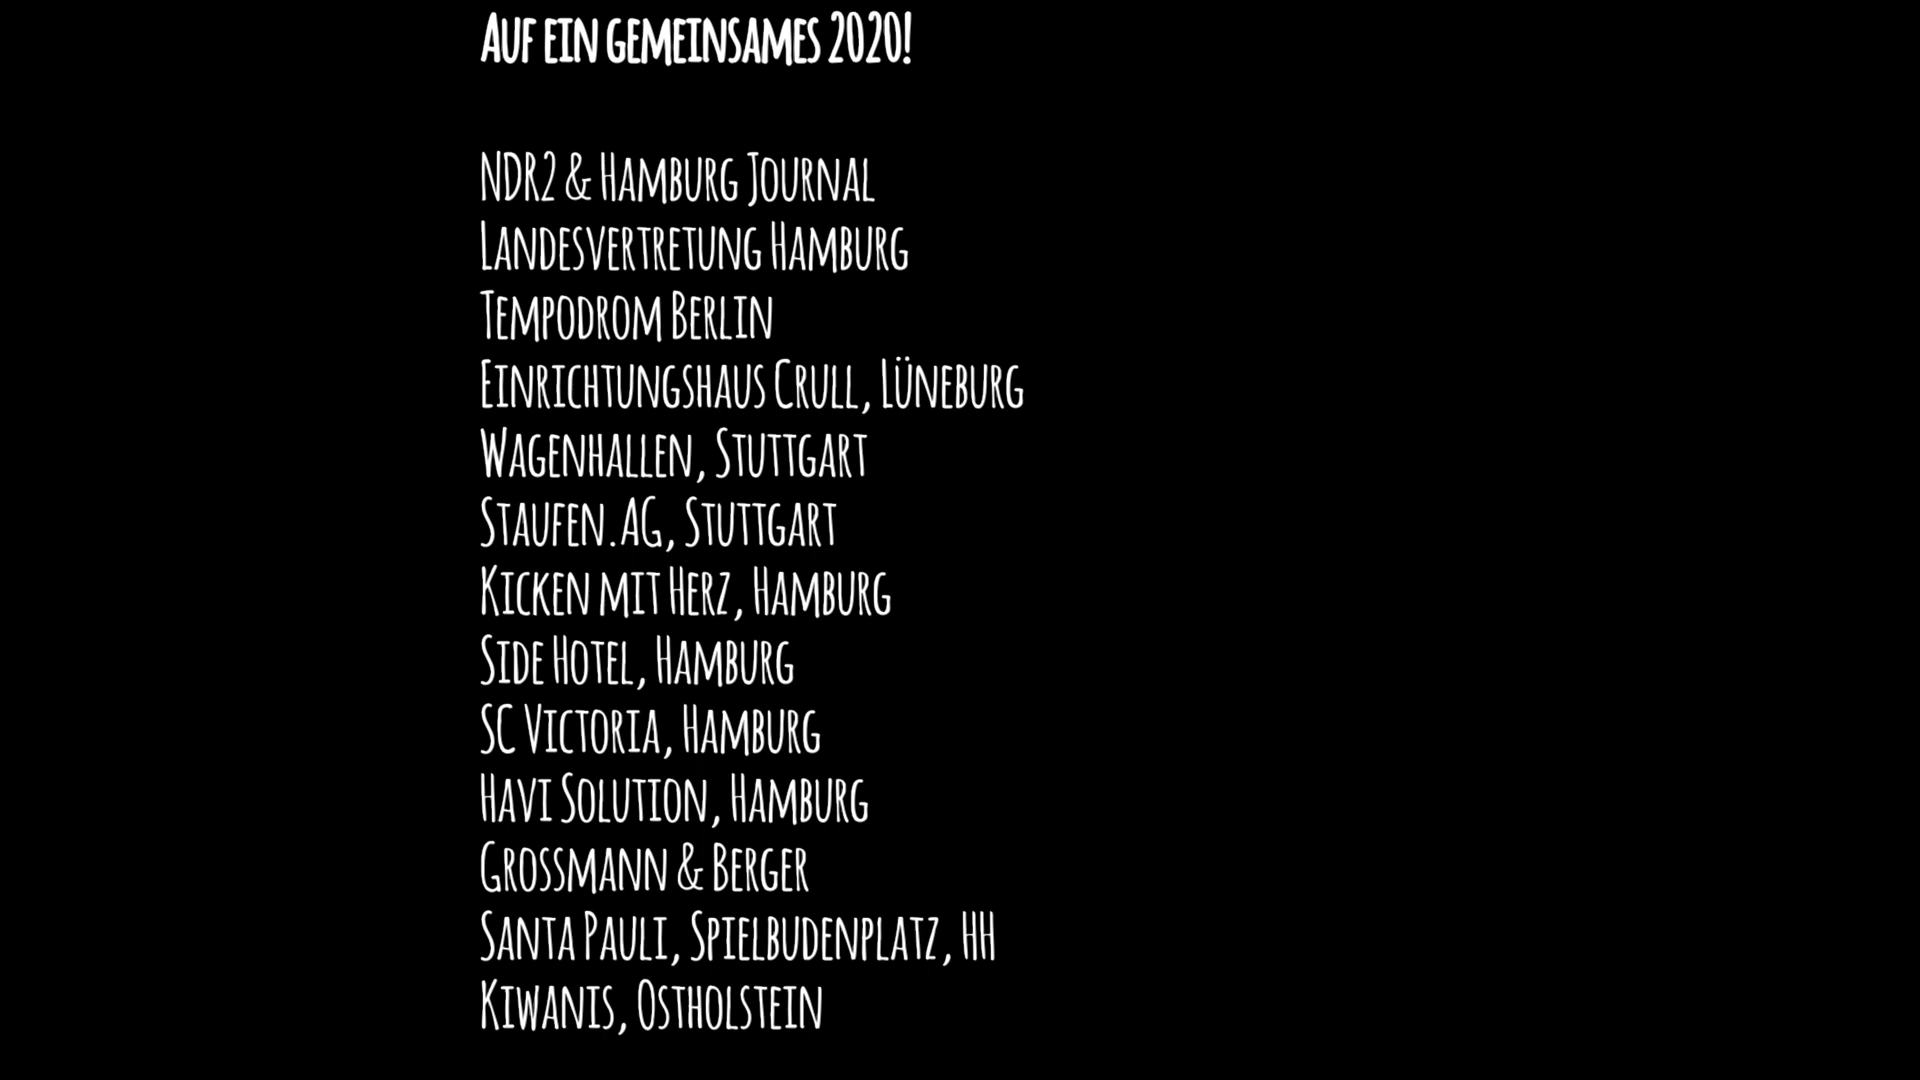 Auf ein gemeinsames 2020!
NDR2 & Hamburg Journal
Landesvertretung Hamburg
Tempodrom Berlin
Einrichtungshaus Crull, Lüneburg
Wagenhallen, Stuttgart
Staufen.AG, Stuttgart
Kicken mit Herz, Hamburg
Side Hotel, Hamburg
SC Victoria, Hamburg
Havi Solution, Hamburg
Grossmann & Berger
Santa Pauli, Spielbudenplatz, HH
Kiwanis, Ostholstein